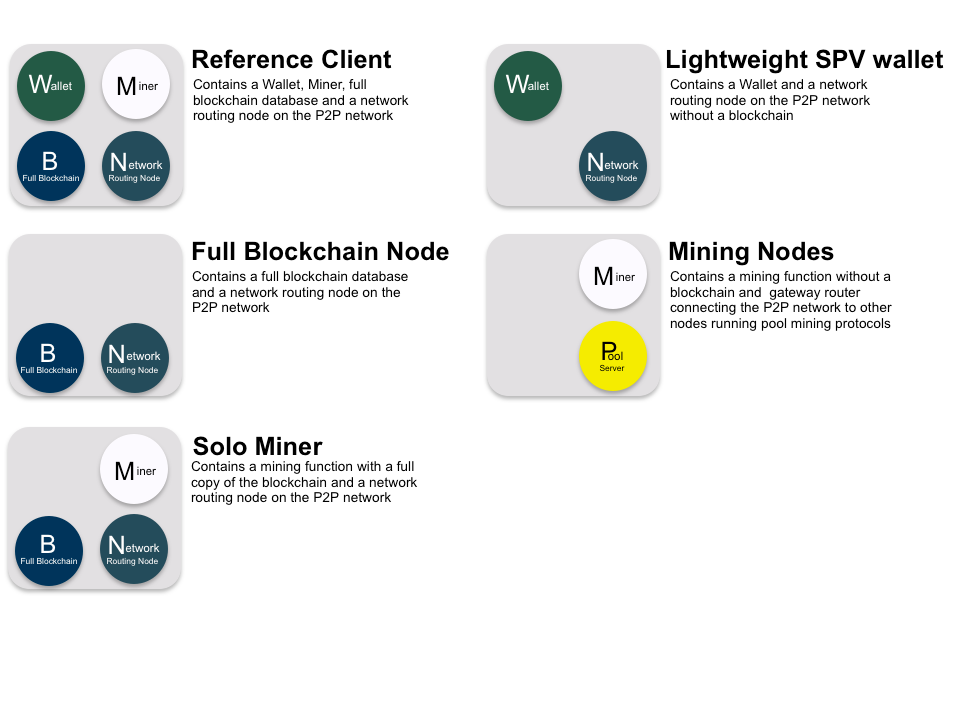 Reference Client
Contains a Wallet, Miner, full
blockchain database and a network
routing node on the P2P network
Wallet
Miner
B
Full Blockchain
Network
Routing Node
Lightweight SPV wallet
Contains a Wallet and a network
routing node on the P2P network
without a blockchain
Wallet
Network
Routing Node
Full Blockchain Node
Contains a full blockchain database
and a network routing node on the
P2P network
B
Full Blockchain
Network
Routing Node
Mining Nodes
Contains a mining function without a
blockchain and  gateway router
connecting the P2P network to other
nodes running pool mining protocols
Miner
Pool
Server
Solo Miner
Contains a mining function with a full
copy of the blockchain and a network
routing node on the P2P network
Miner
B
Full Blockchain
Network
Routing Node